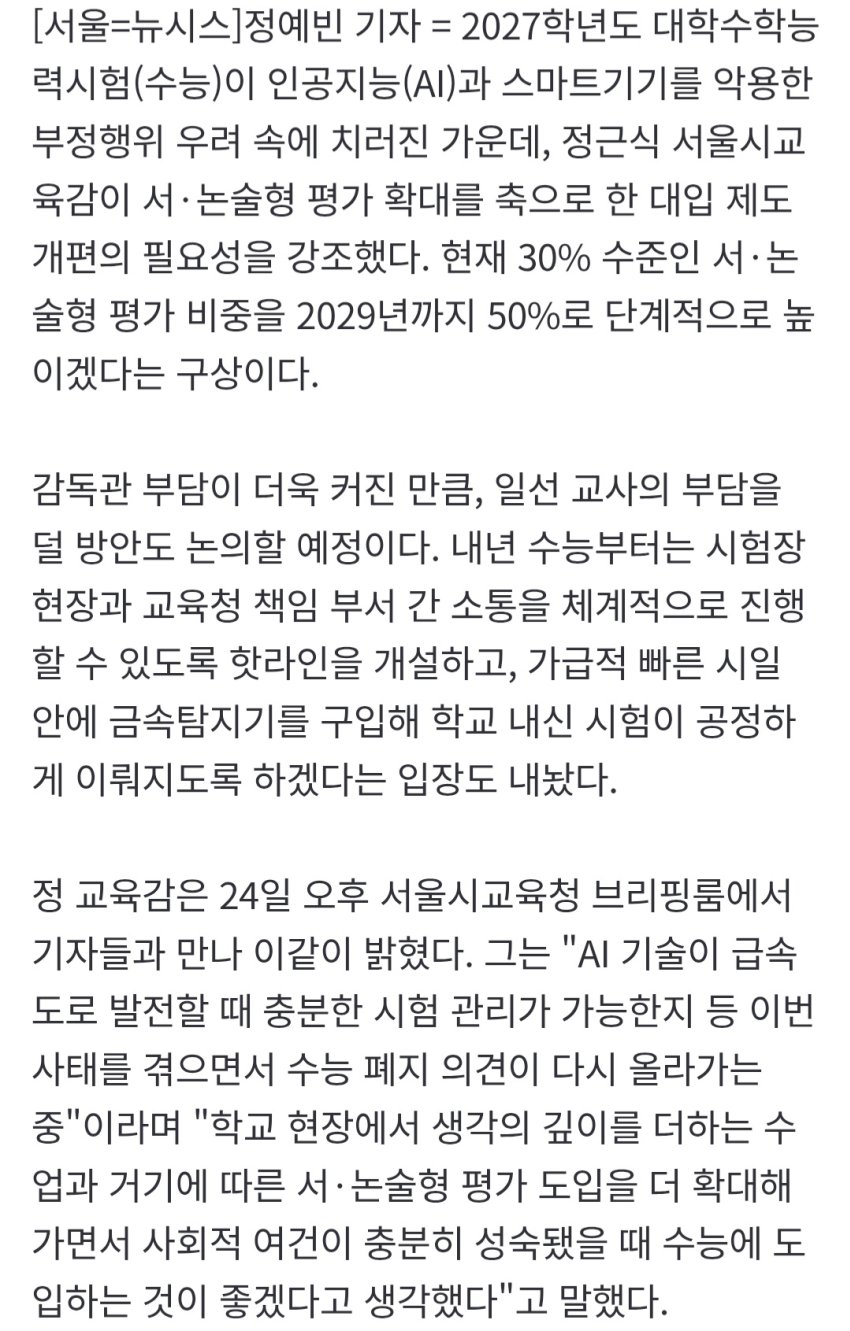 [서울=뉴시스]정예빈 기자 = 2027학년도 대학수학능
력시험(수능)이 인공지능(AI)과 스마트기기를 악용한
부정행위 우려 속에 치러진 가운데, 정근식 서울시교
육감이 서·논술형 평가 확대를 축으로 한 대입 제도
개편의 필요성을 강조했다. 현재 30% 수준인 서·논
술형 평가 비중을 2029년까지 50%로 단계적으로 높
이겠다는 구상이다.
감독관 부담이 더욱 커진 만큼, 일선 교사의 부담을
덜 방안도 논의할 예정이다. 내년 수능부터는 시험장
현장과 교육청 책임 부서 간 소통을 체계적으로 진행
할 수 있도록 핫라인을 개설하고, 가급적 빠른 시일
안에 금속탐지기를 구입해 학교 내신 시험이 공정하
게 이뤄지도록 하겠다는 입장도 내놨다.
정 교육감은 24일 오후 서울시교육청 브리핑룸에서
기자들과 만나 이같이 밝혔다. 그는 "AI 기술이 급속
도로 발전할 때 충분한 시험 관리가 가능한지 등 이번
사태를 겪으면서 수능 폐지 의견이 다시 올라가는
중"이라며 "학교 현장에서 생각의 깊이를 더하는 수
업과 거기에 따른 서·논술형 평가 도입을 더 확대해
가면서 사회적 여건이 충분히 성숙됐을 때 수능에 도
입하는 것이 좋겠다고 생각했다"고 말했다.